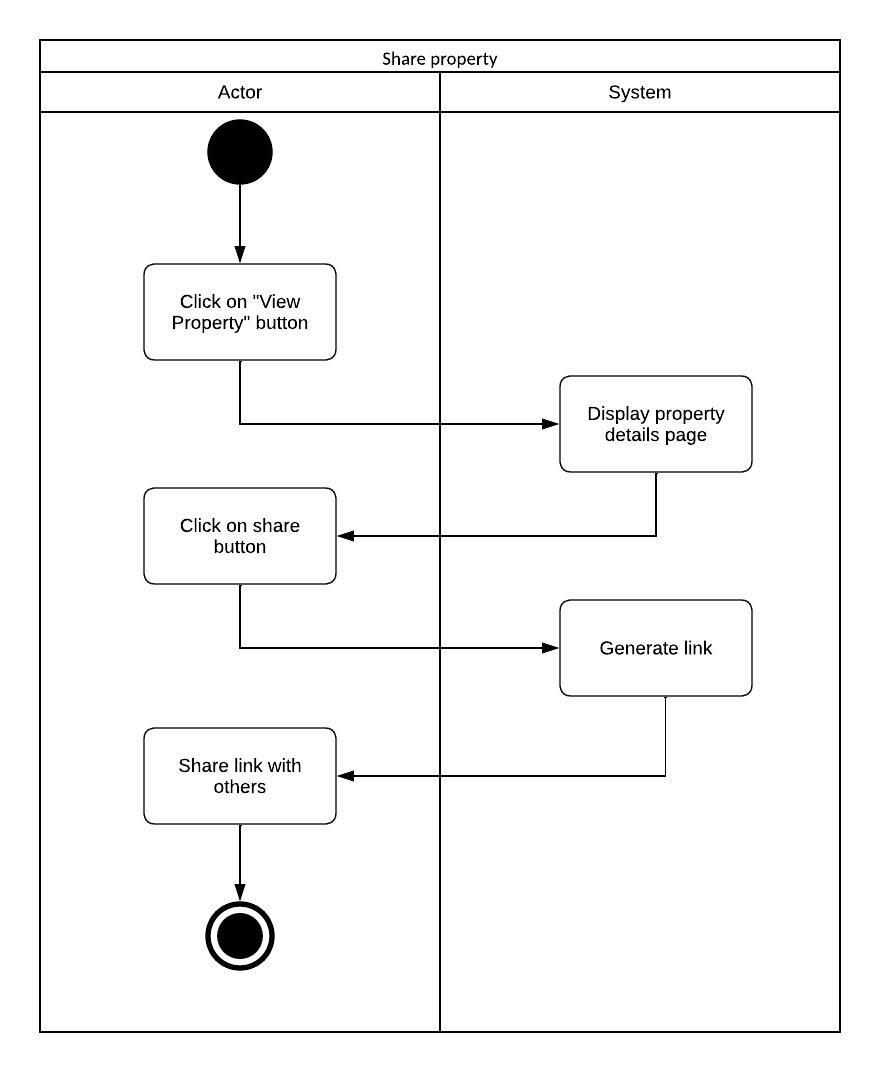 Share property
Actor
System
Click on "View
Property" button
Display property
details page
Click on share
button
Generate link
Share link with
others